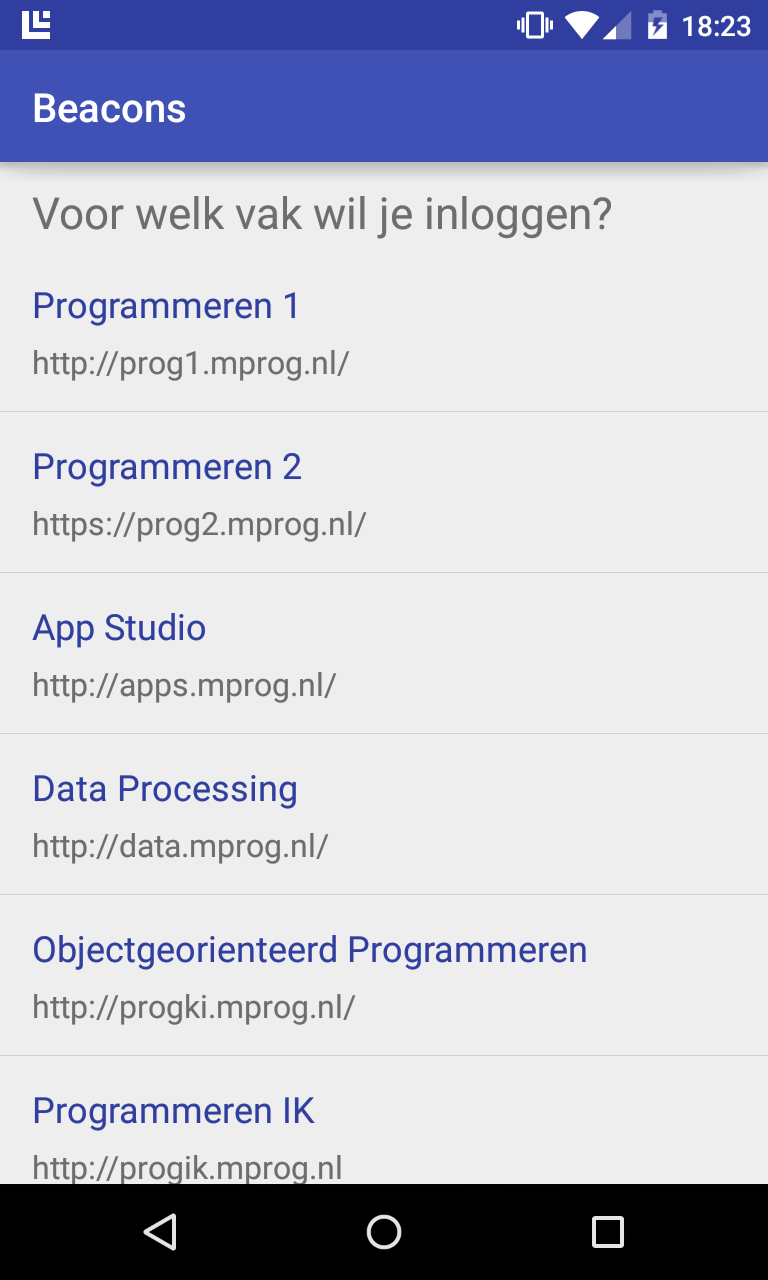 18:23
Beacons
Voor welk vak wil je inloggen?
Programmeren 1
http://prog1.mprog.nl/
Programmeren 2
https://prog2.mprog.nl/
App Studio
http://apps.mprog.nl/
Data Processing
http://data.mprog.nl/
Objectgeorienteerd Programmeren
http://progki.mprog.nl/
Programmeren IK
http://progik.mprog.nl